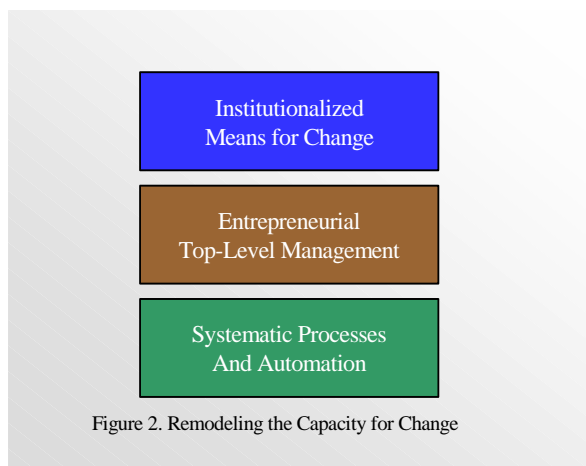 Institutionalized
Means for Change
Entrepreneurial
Top-Level Management
Systematic Processes
And Automation
Figure 2. Remodeling the Capacity for Change